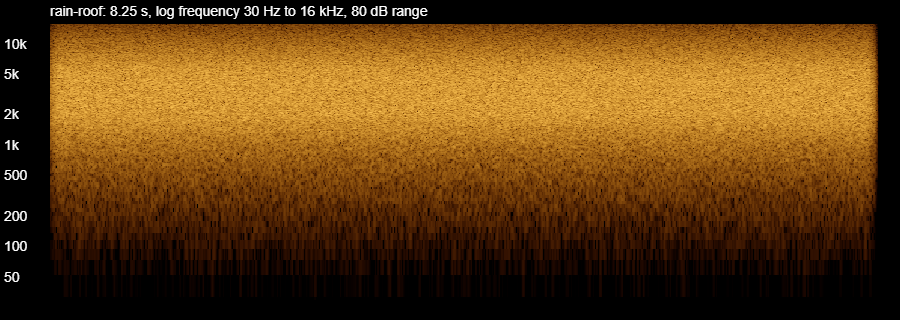 rain-roof: 8.25 s, log frequency 30 Hz to 16 kHz, 80 dB range
10k
5k
2k
1k
500
200
100
50